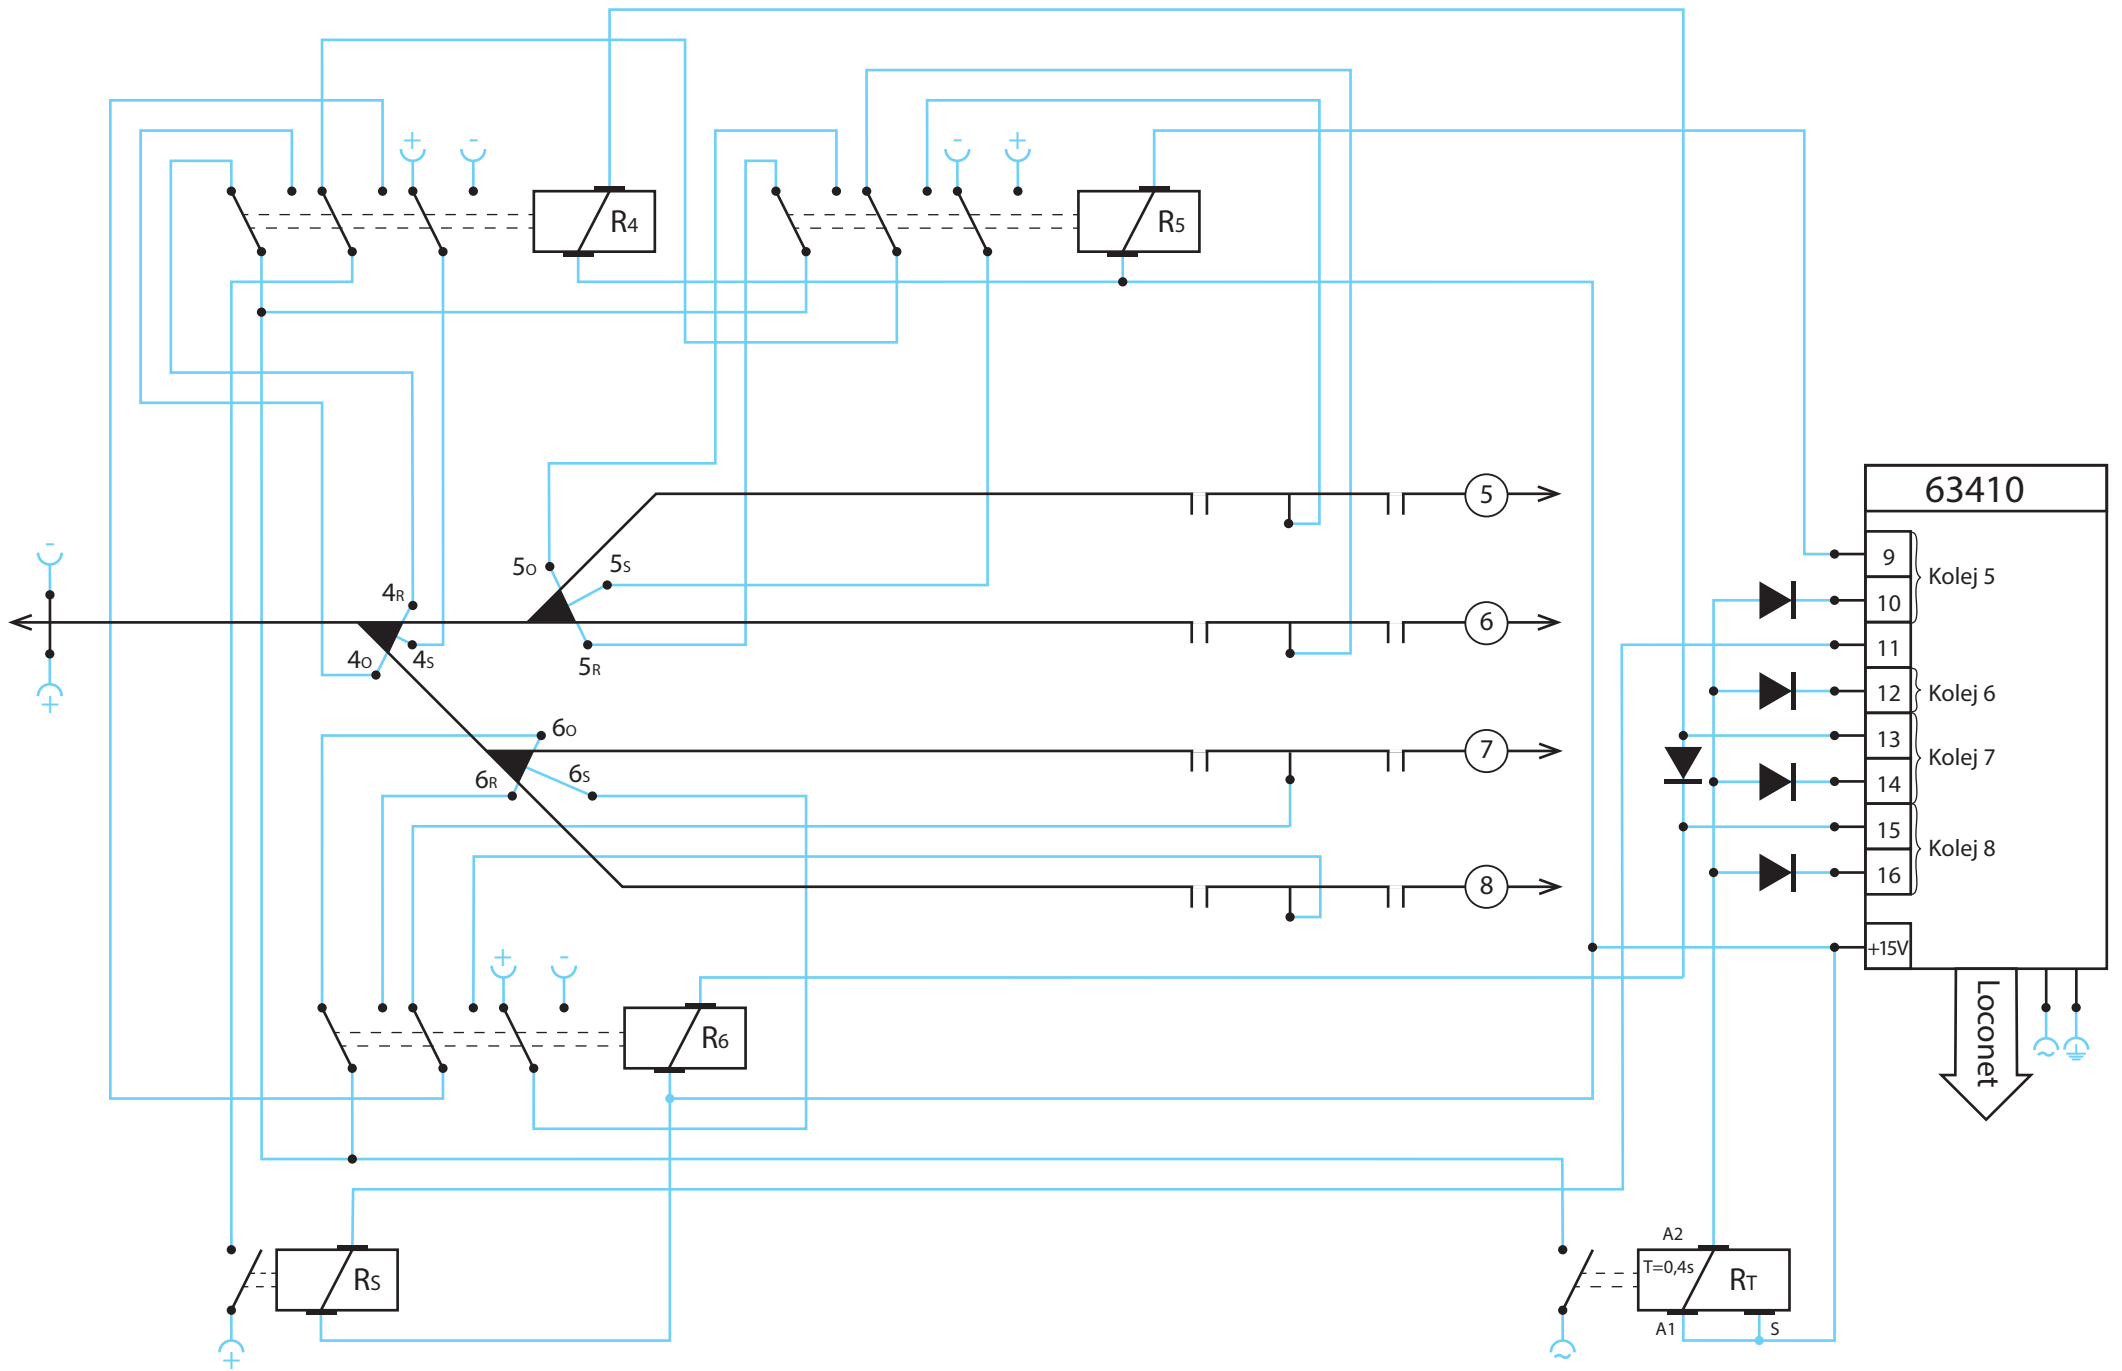 + -
- +
R4
R5
63410
5
5O 5S
9
Kolej 5
-
4R
10
6
11
4O 4S
5R
12
Kolej 6
+
6O
13
7
Kolej 7
6R 6S
14
15
Kolej 8
8
16
+15V
+ -
Loconet
R6
~
A2
T=0,4s
RS
RT
A1 S
+
~